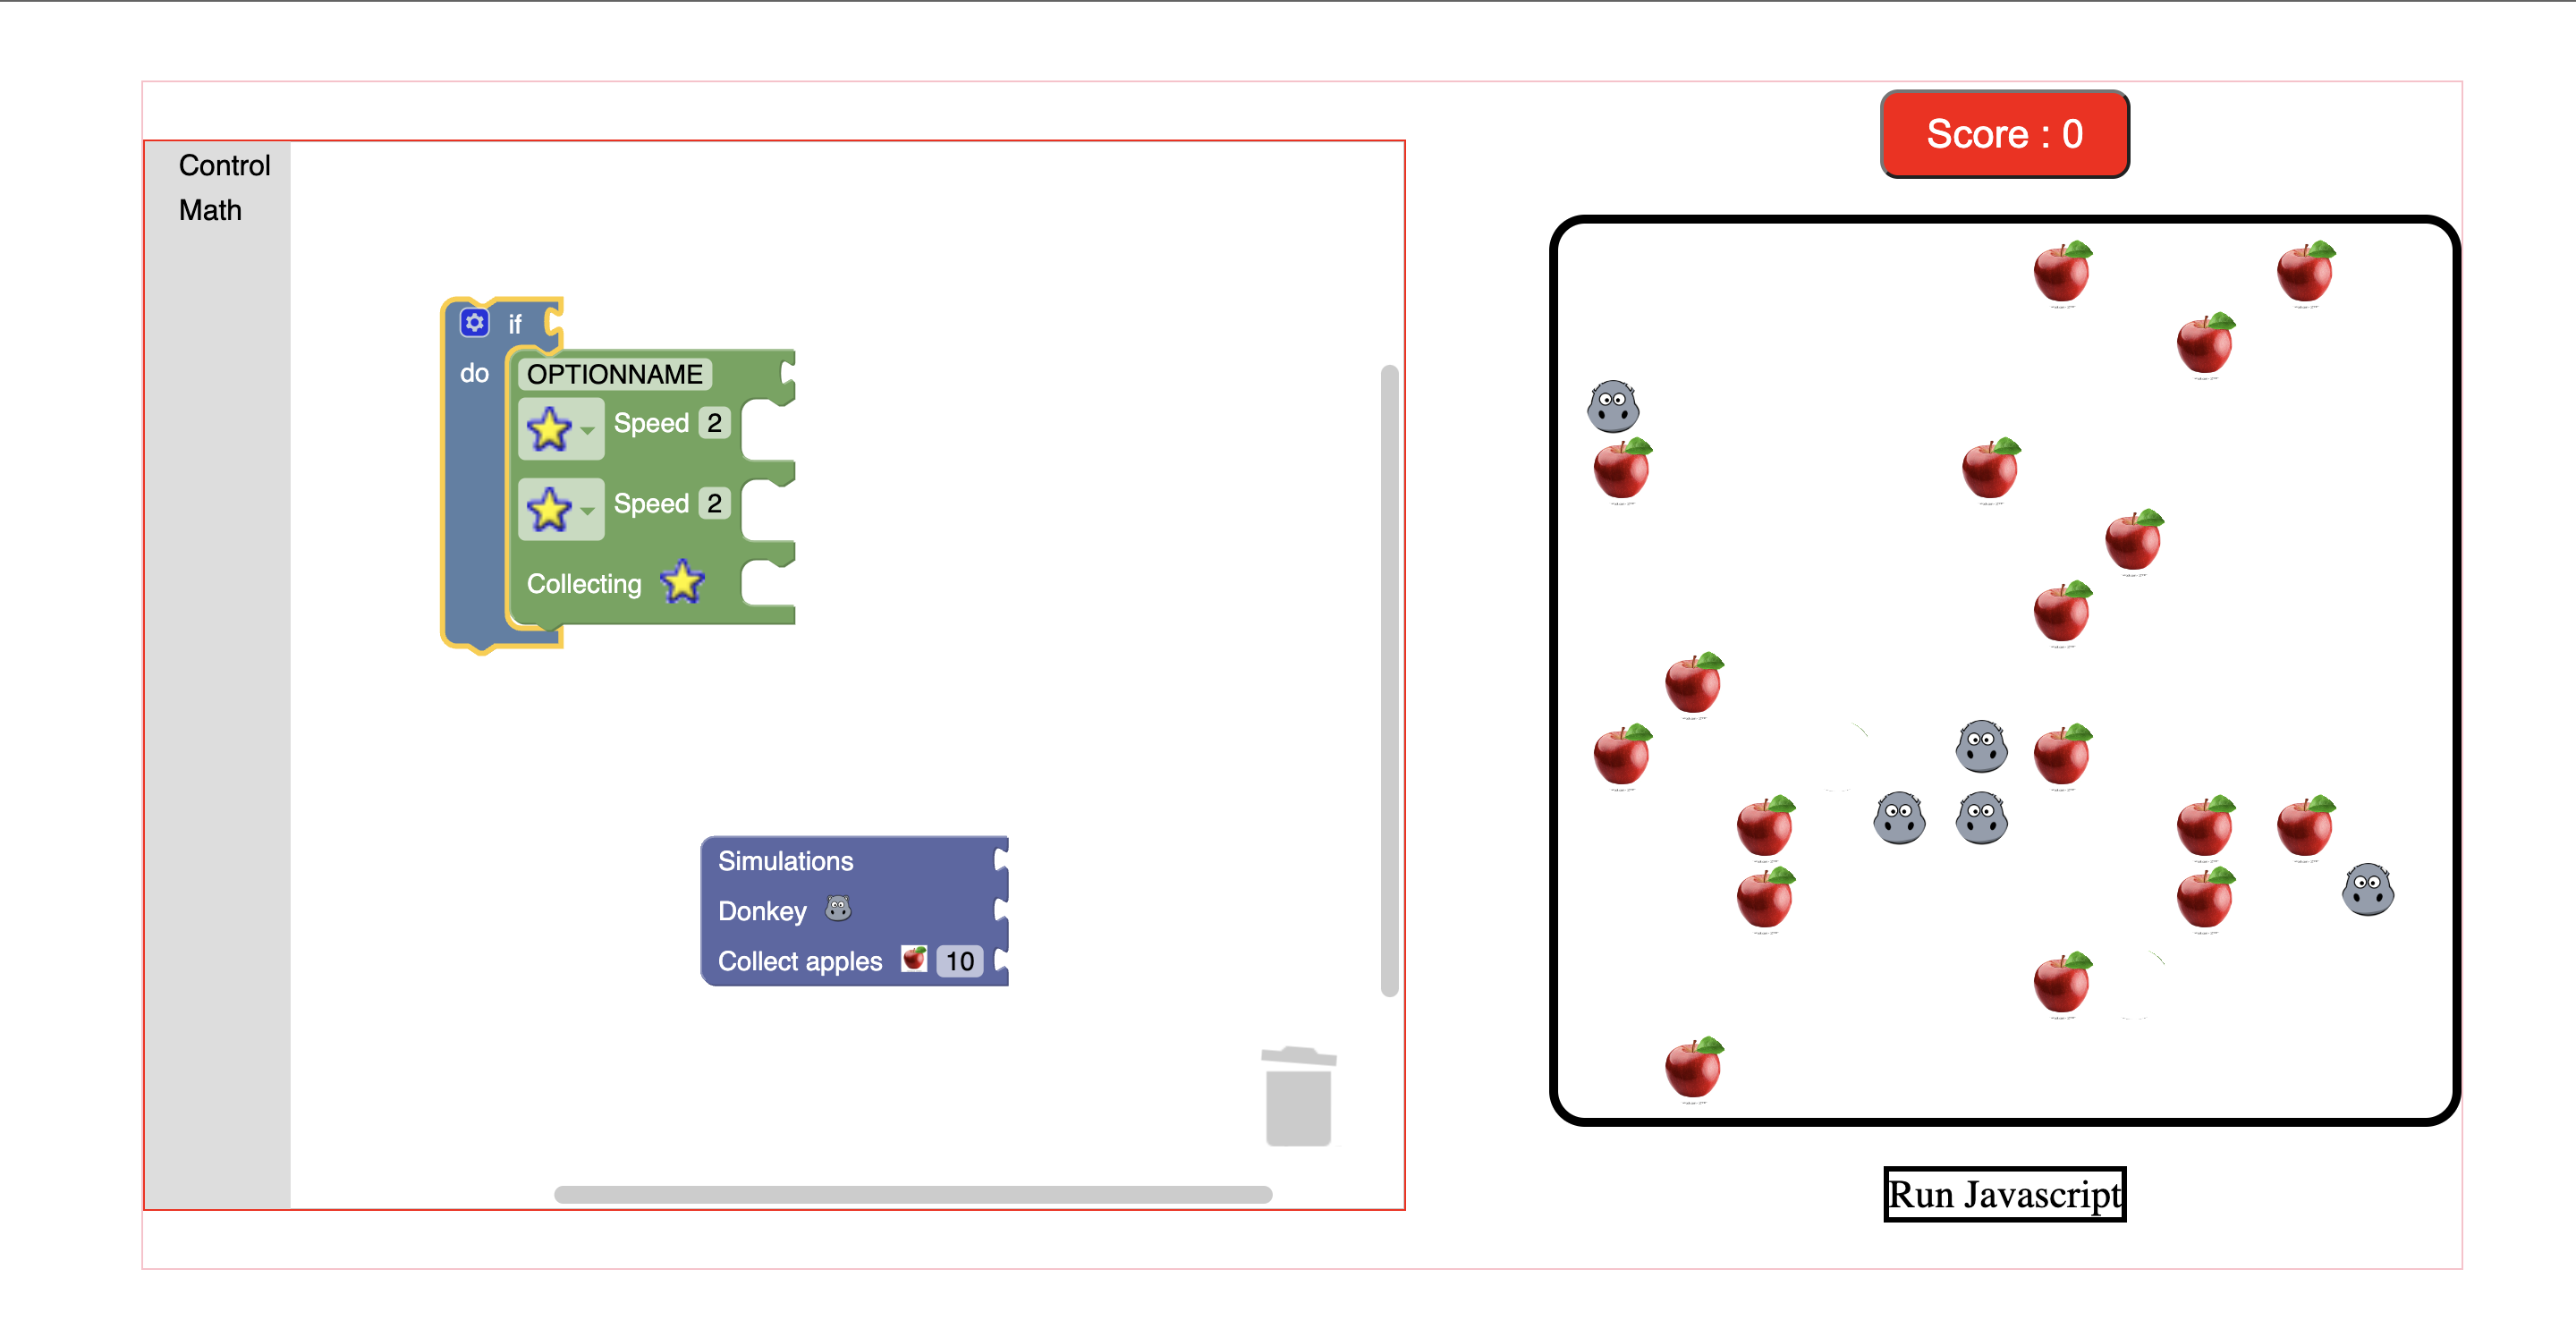 Control
Math
if
do
OPTIONNAME
Speed 2
Speed 2
Collecting
Simulations
Donkey
Collect apples 10
Score : 0
Run Javascript